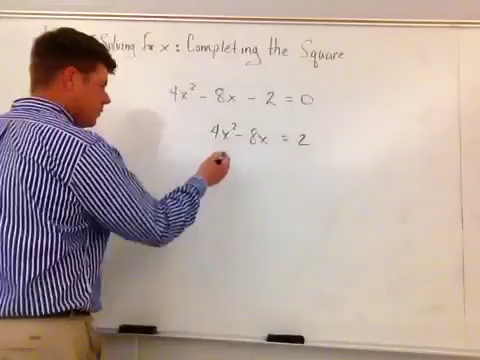 Solving for x : Completing the Square
4x² - 8x - 2 = 0
4x² - 8x = 2